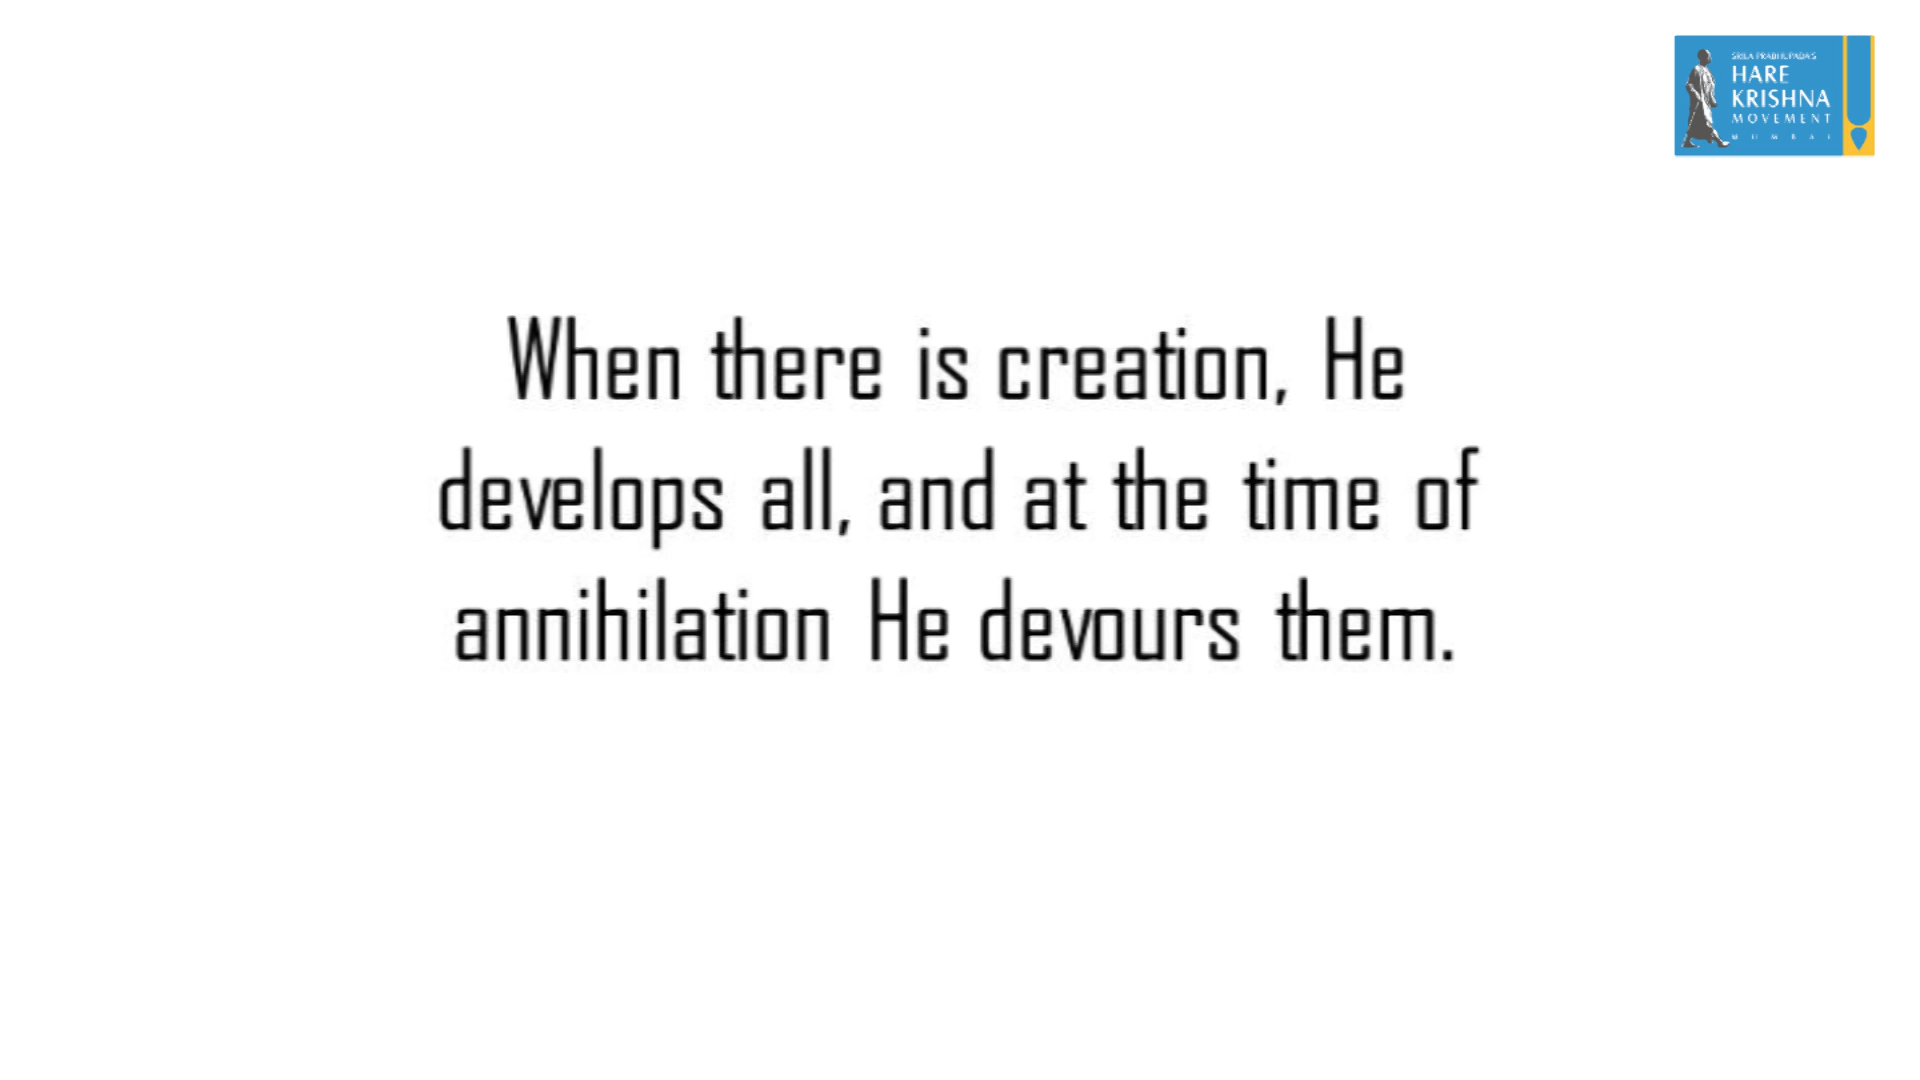 SRILA PRABHUPADA'S
HARE
KRISHNA
MOVEMENT
MUMBAI
When there is creation, He
develops all, and at the time of
annihilation He devours them.